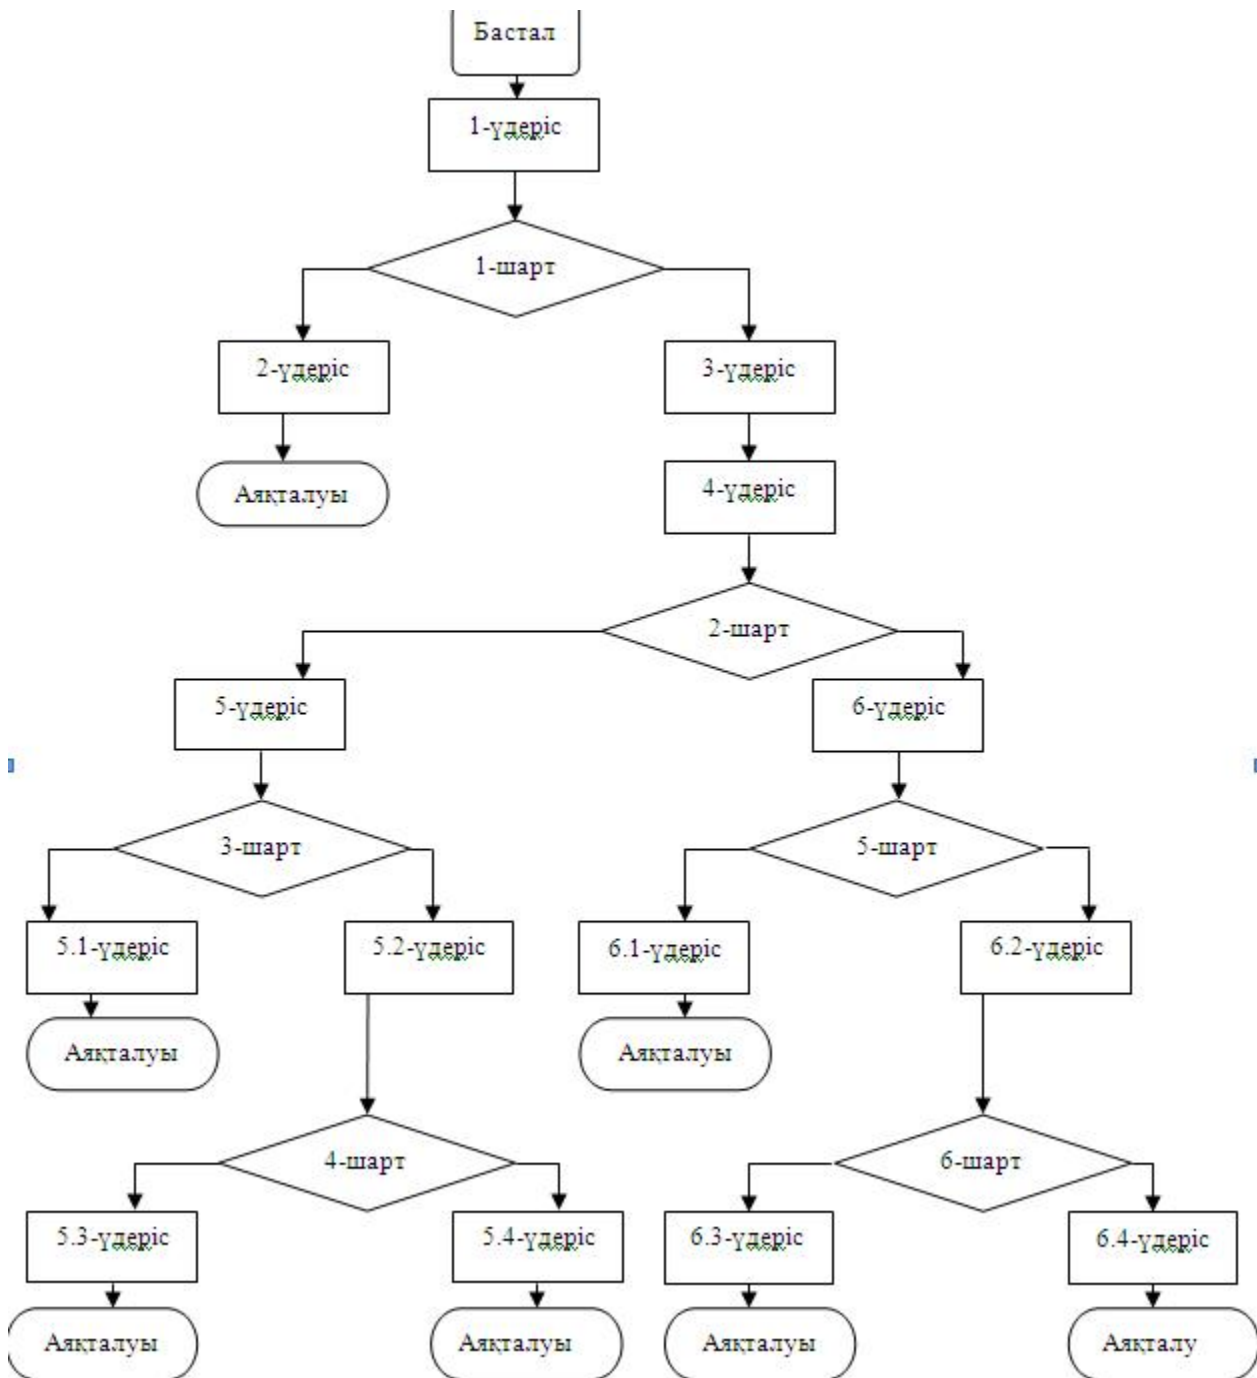 Бастал
1-үдеріс
1-шарт
2-үдеріс
3-үдеріс
Аяқталуы
4-үдеріс
2-шарт
5-үдеріс
6-үдеріс
3-шарт
5-шарт
5.1-үдеріс
5.2-үдеріс
6.1-үдеріс
6.2-үдеріс
Аяқталуы
Аяқталуы
4-шарт
6-шарт
5.3-үдеріс
5.4-үдеріс
6.3-үдеріс
6.4-үдеріс
Аяқталуы
Аяқталуы
Аяқталуы
Аяқталу